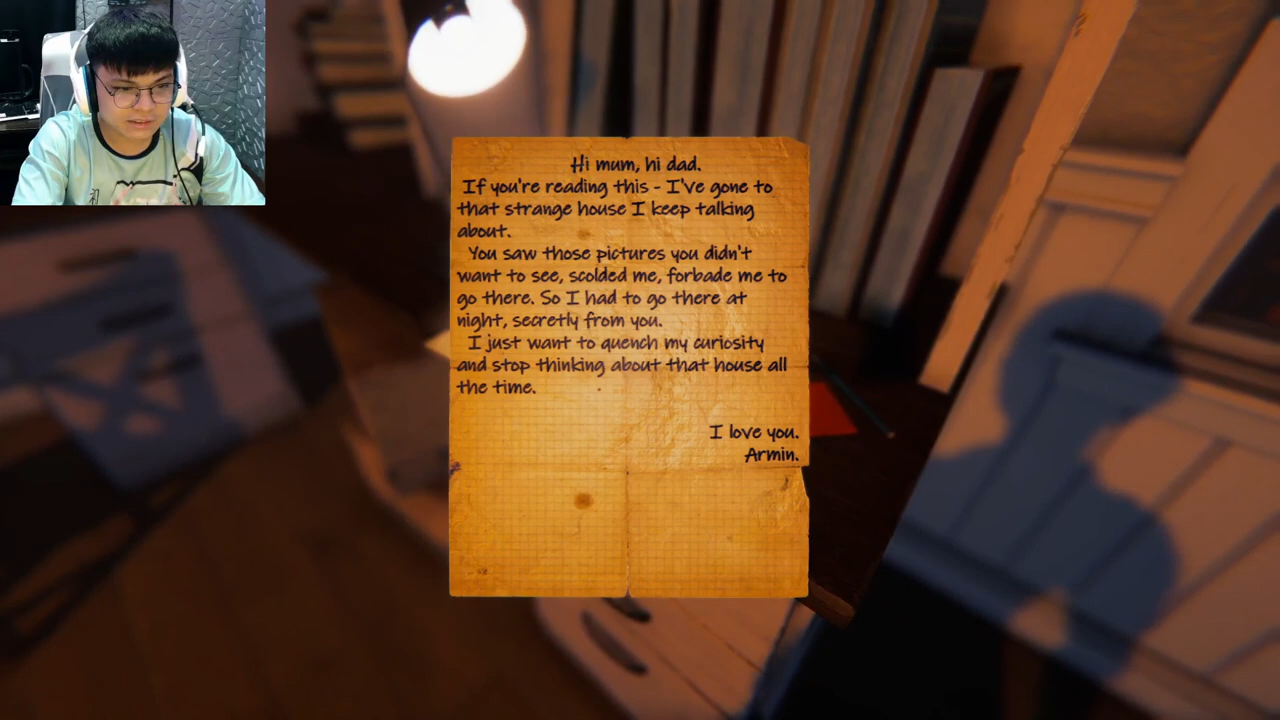 Hi mum, hi dad.
If you're reading this - I've gone to
that strange house I keep talking
about.
You saw those pictures you didn't
want to see, scolded me, forbade me to
go there. So I had to go there at
night, secretly from you.
I just want to quench my curiosity
and stop thinking about that house all
the time.
I love you.
Armin.